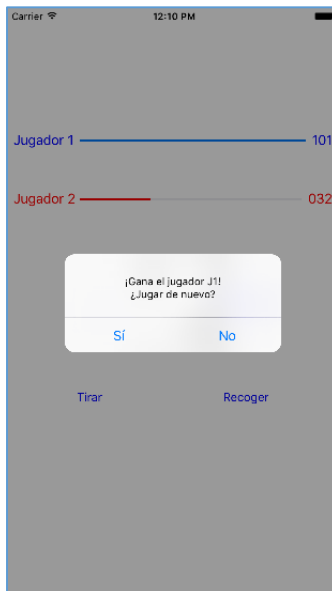 Carrier 12:10 PM
Jugador 1 101
Jugador 2 032
¡Gana el jugador J1!
¿Jugar de nuevo?
Sí No
Tirar Recoger